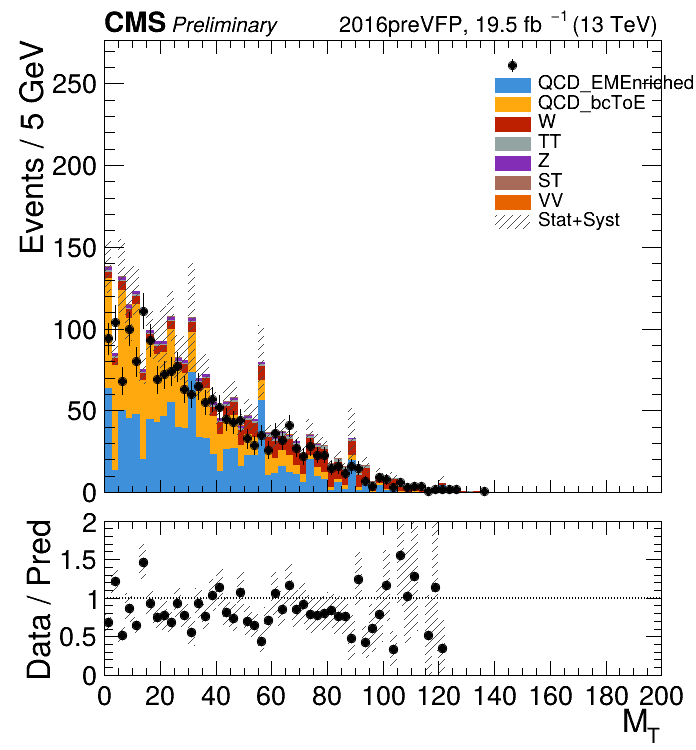 CMS Preliminary 2016preVFP, 19.5 fb⁻¹ (13 TeV)
Events / 5 GeV
250
200
150
100
50
0
QCD_EMEnriched
QCD_bcToE
W
TT
Z
ST
VV
Stat+Syst
Data / Pred
2
1.5
1
0.5
0
0 20 40 60 80 100 120 140 160 180 200
M_T